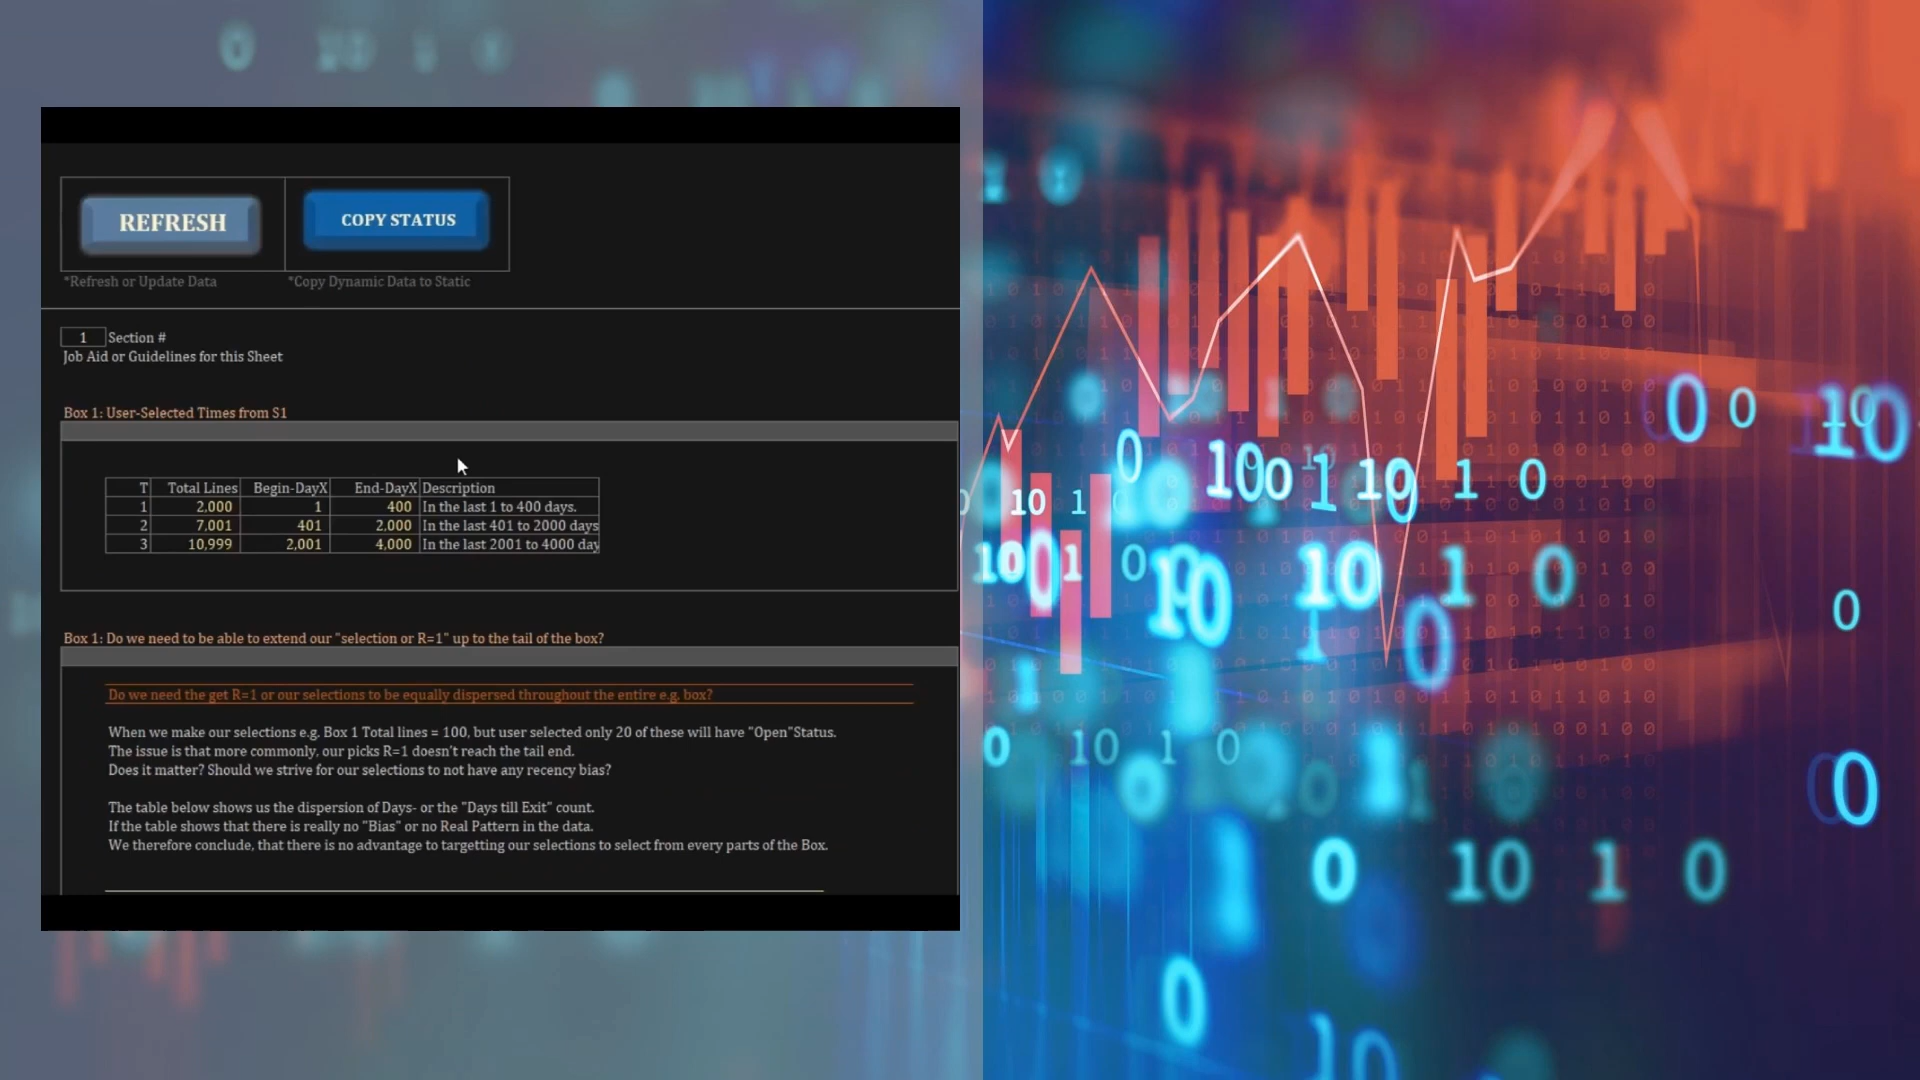 REFRESH
COPY STATUS
*Refresh or Update Data
*Copy Dynamic Data to Static
1 Section #
Job Aid or Guidelines for this Sheet
Box 1: User-Selected Times from S1
T Total Lines Begin-DayX End-DayX Description
1 2,000 1 400 In the last 1 to 400 days.
2 7,001 401 2,000 In the last 401 to 2000 days
3 10,999 2,001 4,000 In the last 2001 to 4000 day
Box 1: Do we need to be able to extend our "selection or R=1" up to the tail of the box?
Do we need the get R=1 or our selections to be equally dispersed throughout the entire e.g. box?
When we make our selections e.g. Box 1 Total lines = 100, but user selected only 20 of these will have "Open"Status.
The issue is that more commonly, our picks R=1 doesn't reach the tail end.
Does it matter? Should we strive for our selections to not have any recency bias?
The table below shows us the dispersion of Days- or the "Days till Exit" count.
If the table shows that there is really no "Bias" or no Real Pattern in the data.
We therefore conclude, that there is no advantage to targetting our selections to select from every parts of the Box.